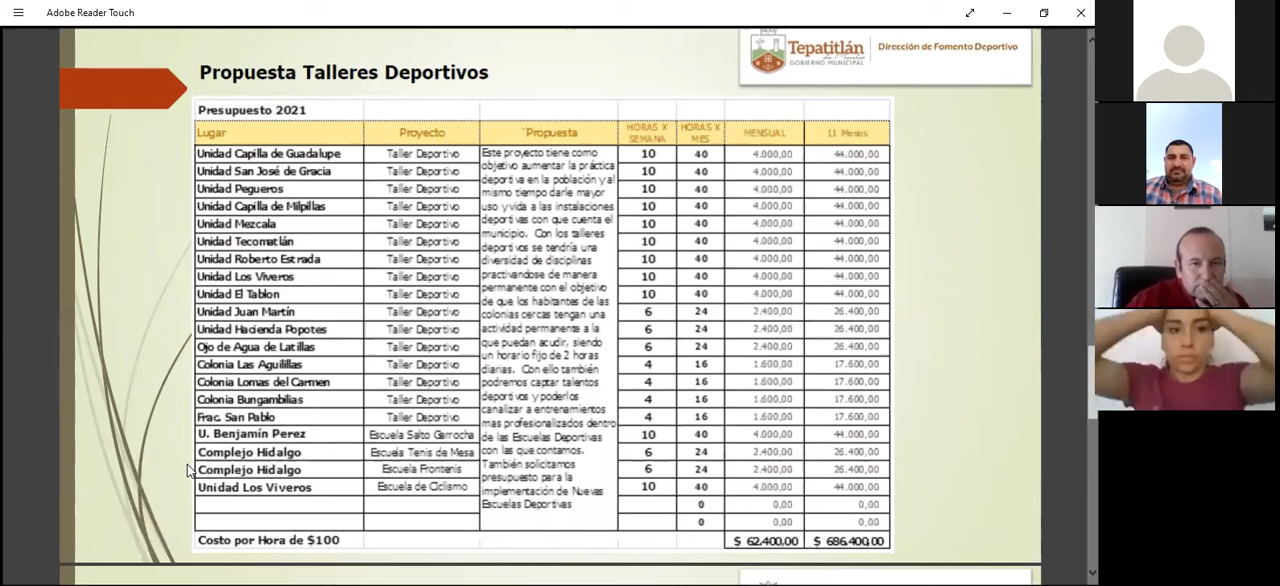 Adobe Reader Touch
Tepatitlán
GOBIERNO MUNICIPAL
Dirección de Fomento Deportivo
Propuesta Talleres Deportivos
Presupuesto 2021
Lugar Proyecto Propuesta HORAS X SEMANA HORAS X MES MENSUAL 11 Meses
Unidad Capilla de Guadalupe Taller Deportivo 10 40 4.000,00 44.000,00
Unidad San José de Gracia Taller Deportivo 10 40 4.000,00 44.000,00
Unidad Pegueros Taller Deportivo 10 40 4.000,00 44.000,00
Unidad Capilla de Milpillas Taller Deportivo 10 40 4.000,00 44.000,00
Unidad Mezcala Taller Deportivo 10 40 4.000,00 44.000,00
Unidad Tecomatlán Taller Deportivo 10 40 4.000,00 44.000,00
Unidad Roberto Estrada Taller Deportivo 10 40 4.000,00 44.000,00
Unidad Los Viveros Taller Deportivo 10 40 4.000,00 44.000,00
Unidad El Tablon Taller Deportivo 10 40 4.000,00 44.000,00
Unidad Juan Martín Taller Deportivo 6 24 2.400,00 26.400,00
Unidad Hacienda Popotes Taller Deportivo 6 24 2.400,00 26.400,00
Ojo de Agua de Latillas Taller Deportivo 6 24 2.400,00 26.400,00
Colonia Las Aguilillas Taller Deportivo 4 16 1.600,00 17.600,00
Colonia Lomas del Carmen Taller Deportivo 4 16 1.600,00 17.600,00
Colonia Bungambilias Taller Deportivo 4 16 1.600,00 17.600,00
Frac. San Pablo Taller Deportivo 4 16 1.600,00 17.600,00
U. Benjamín Perez Escuela Salto Garrocha 10 40 4.000,00 44.000,00
Complejo Hidalgo Escuela Tenis de Mesa 6 24 2.400,00 26.400,00
Complejo Hidalgo Escuela Frontenis 6 24 2.400,00 26.400,00
Unidad Los Viveros Escuela de Ciclismo 10 40 4.000,00 44.000,00
0 0,00 0,00
0 0,00 0,00
Este proyecto tiene como
objetivo aumentar la práctica
deportiva en la población y al
mismo tiempo darle mayor
uso y vida a las instalaciones
deportivas con que cuenta el
municipio. Con los talleres
deportivos se tendría una
diversidad de disciplinas
practivandose de manera
permanente con el objetivo
de que los habitantes de las
colonias cercas tengan una
actividad permanente a la
que puedan acudir, siendo
un horario fijo de 2 horas
diarias. Con ello también
podremos captar talentos
deportivos y poderlos
canalizar a entrenamientos
mas profesionalizados dentro
de las Escuelas Deportivas
con las que contamos.
También solicitamos
presupuesto para la
implementación de Nuevas
Escuelas Deportivas
Costo por Hora de $100 $ 62.400,00 $ 686.400,00